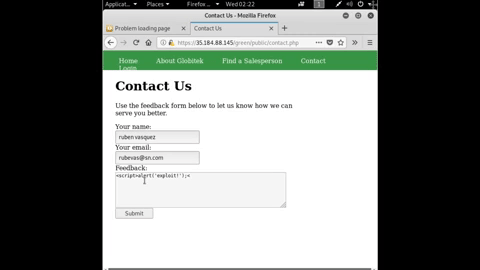 Applicat... Places Firefox ... Wed 02:22 1
Contact Us - Mozilla Firefox
Problem loading page × Contact Us ×
https://35.184.88.145/green/public/contact.php
Home About Globitek Find a Salesperson Contact
Login
Contact Us
Use the feedback form below to let us know how we can
serve you better.
Your name:
ruben vasquez
Your email:
rubevas@sn.com
Feedback:
<script>alert('exploit!');<
Submit